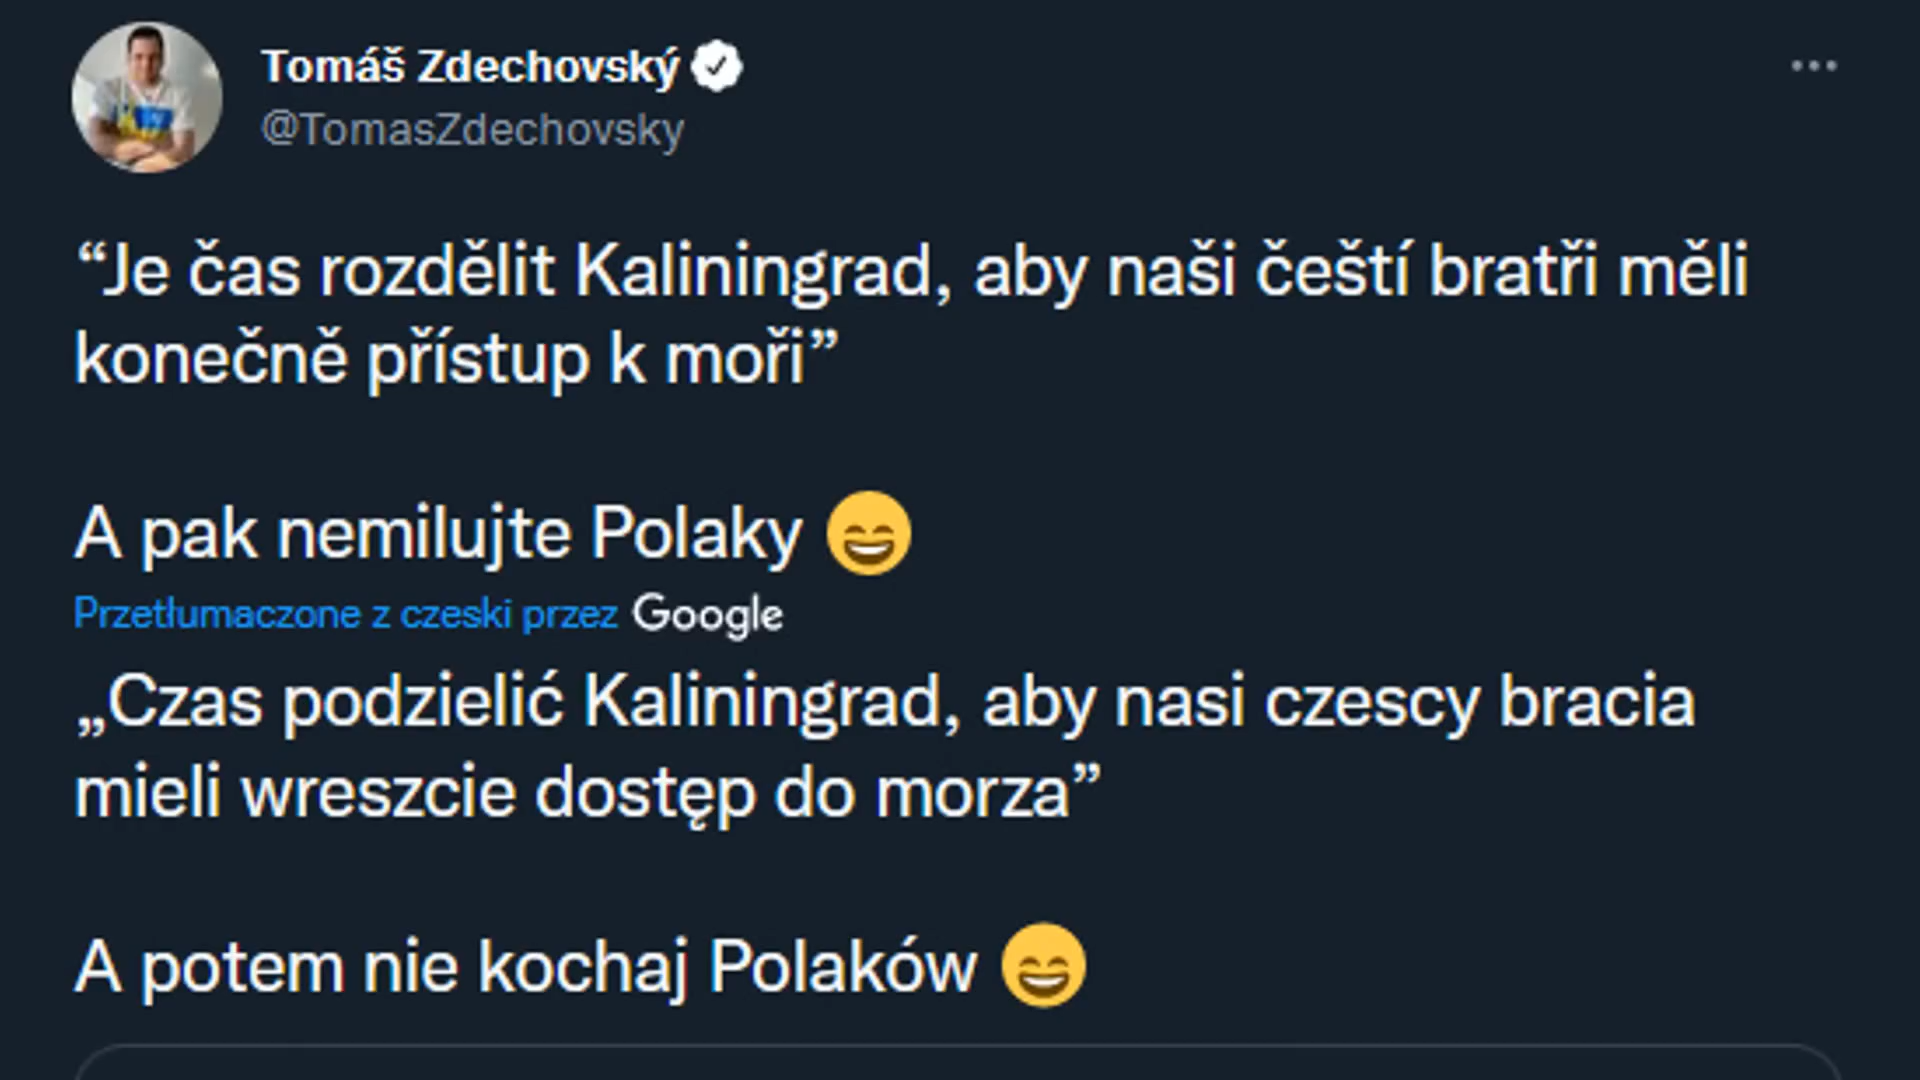 Tomáš Zdechovský
@TomasZdechovsky
“Je čas rozdělit Kaliningrad, aby naši čeští bratři měli
konečně přístup k moři”
A pak nemilujte Polaky 😄
Przetłumaczone z czeski przez Google
„Czas podzielić Kaliningrad, aby nasi czescy bracia
mieli wreszcie dostęp do morza”
A potem nie kochaj Polaków 😄